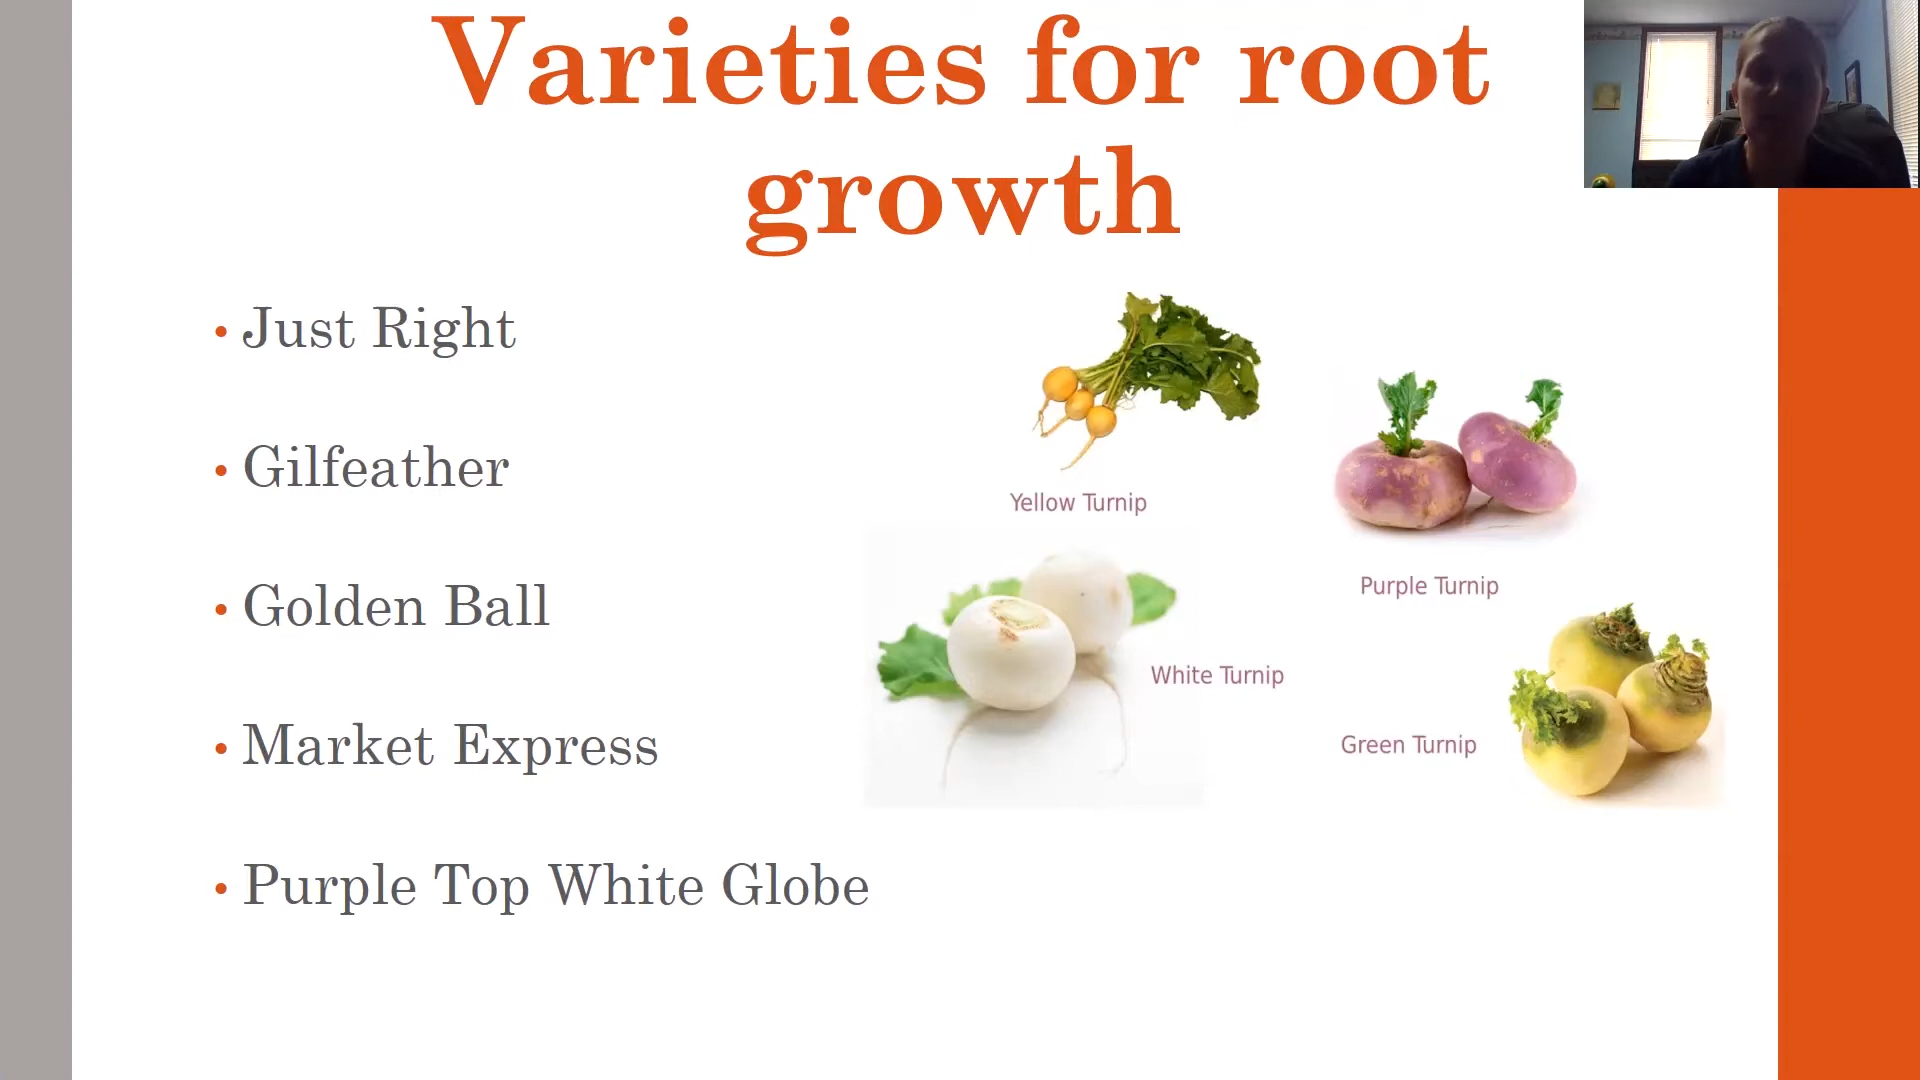 Varieties for root
growth
• Just Right
• Gilfeather
• Golden Ball
• Market Express
• Purple Top White Globe
Yellow Turnip
Purple Turnip
White Turnip
Green Turnip